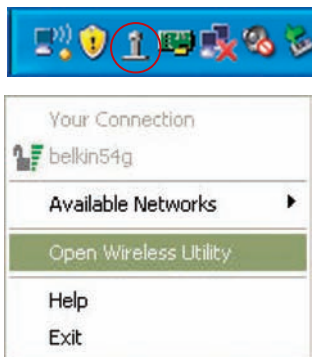 Your Connection
belkin54g
Available Networks
Open Wireless Utility
Help
Exit